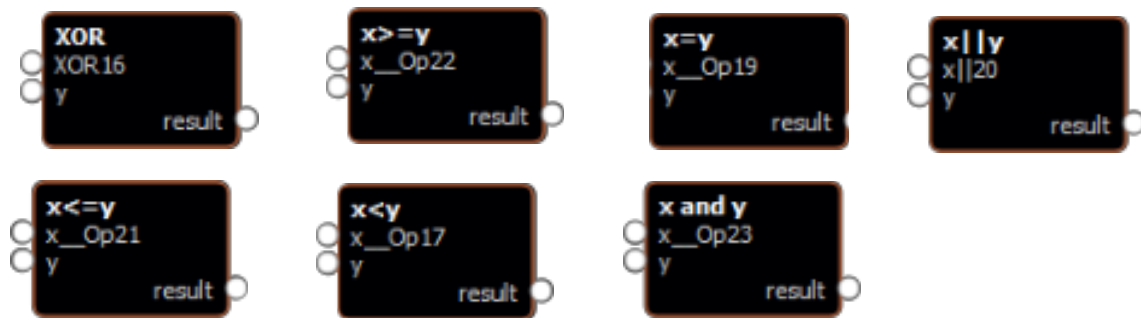 XOR
XOR16
y
result
x>=y
x__Op22
y
result
x=y
x__Op19
y
result
x||y
x||20
y
result
x<=y
x__Op21
y
result
x<y
x__Op17
y
result
x and y
x__Op23
y
result